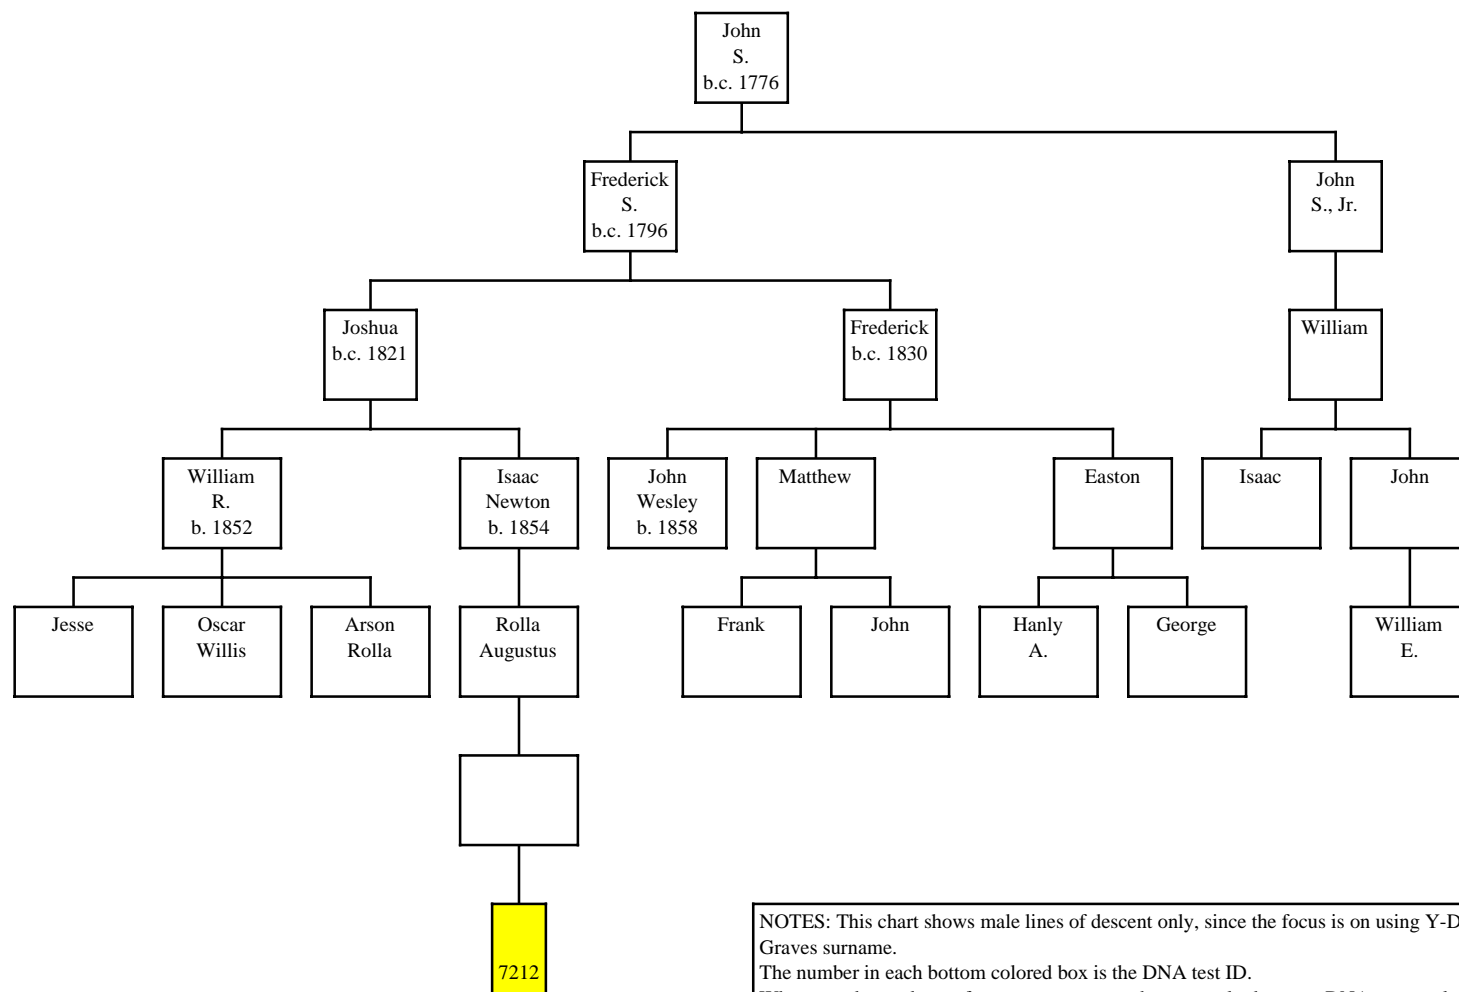 John
S.
b.c. 1776
Frederick
S.
b.c. 1796
John
S., Jr.
Joshua
b.c. 1821
Frederick
b.c. 1830
William
William
R.
b. 1852
Isaac
Newton
b. 1854
John
Wesley
b. 1858
Matthew
Easton
Isaac
John
Jesse
Oscar
Willis
Arson
Rolla
Rolla
Augustus
Frank
John
Hanly
A.
George
William
E.
7212
NOTES: This chart shows male lines of descent only, since the focus is on using Y-D
Graves surname.
The number in each bottom colored box is the DNA test ID.